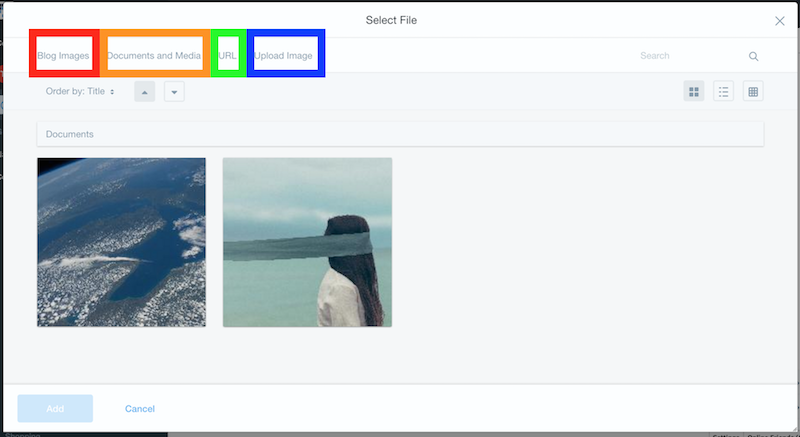 Select File
Blog Images Documents and Media URL Upload Image Search
Order by: Title
Documents
Add Cancel